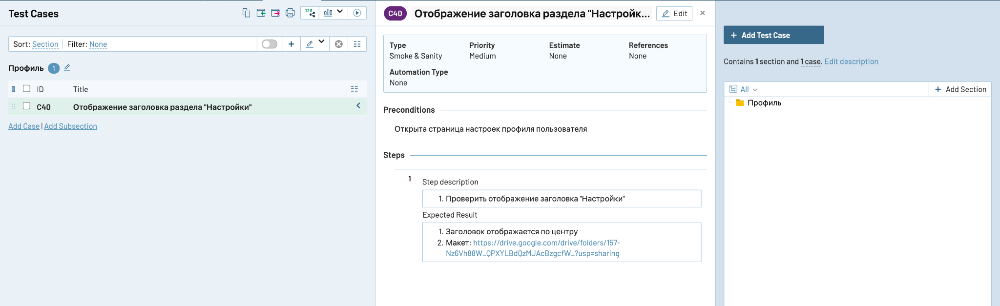 Test Cases
123
Sort: Section
Filter: None
Профиль 1
ID
Title
C40
Отображение заголовка раздела "Настройки"
Add Case | Add Subsection
C40
Отображение заголовка раздела "Настройк...
Edit
Type
Smoke & Sanity
Priority
Medium
Estimate
None
References
None
Automation Type
None
Preconditions
Открыта страница настроек профиля пользователя
Steps
1
Step description
1. Проверить отображение заголовка "Настройки"
Expected Result
1. Заголовок отображается по центру
2. Макет: https://drive.google.com/drive/folders/157-
Nz6Vh88W_QPXYLBdQzMJAcBzgcfW_?usp=sharing
+ Add Test Case
Contains 1 section and 1 case. Edit description
All
+ Add Section
Профиль